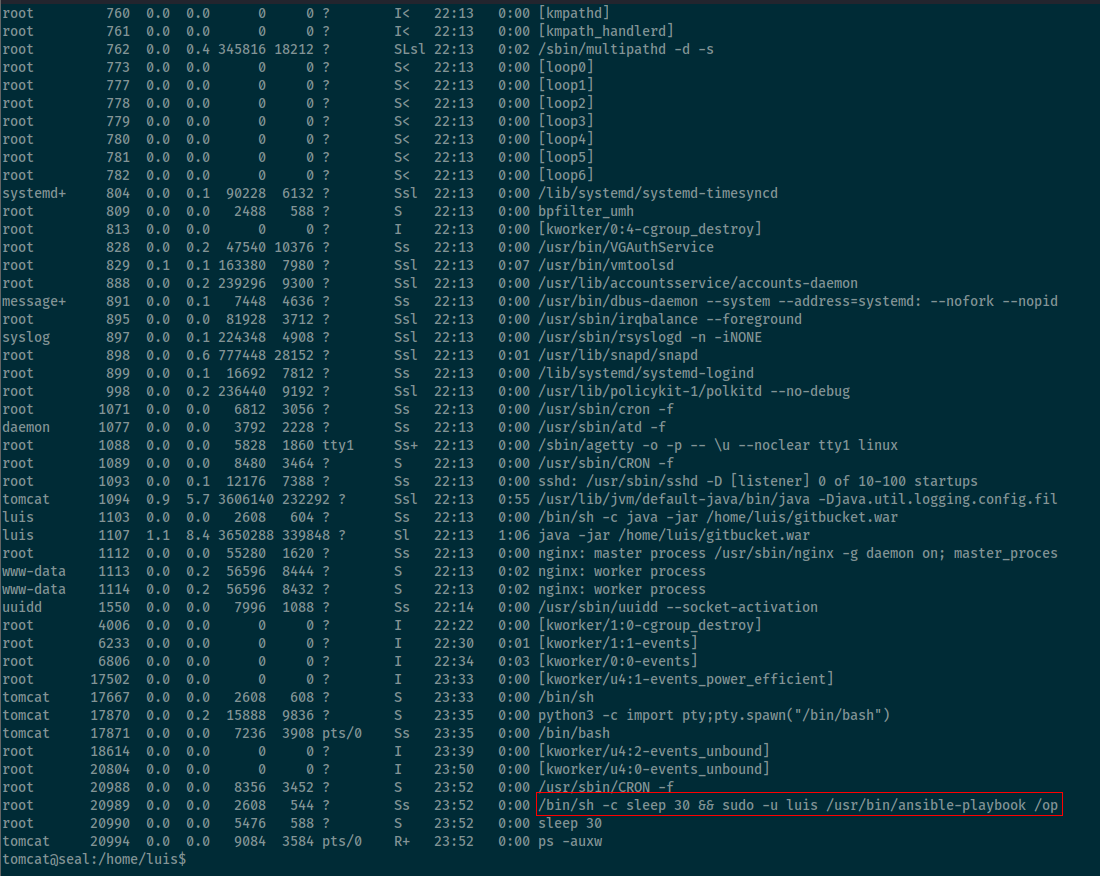 root         760  0.0  0.0      0     0 ?        I<   22:13   0:00 [kmpathd]
root         761  0.0  0.0      0     0 ?        I<   22:13   0:00 [kmpath_handlerd]
root         762  0.0  0.4 345816 18212 ?        SLsl 22:13   0:02 /sbin/multipathd -d -s
root         773  0.0  0.0      0     0 ?        S<   22:13   0:00 [loop0]
root         777  0.0  0.0      0     0 ?        S<   22:13   0:00 [loop1]
root         778  0.0  0.0      0     0 ?        S<   22:13   0:00 [loop2]
root         779  0.0  0.0      0     0 ?        S<   22:13   0:00 [loop3]
root         780  0.0  0.0      0     0 ?        S<   22:13   0:00 [loop4]
root         781  0.0  0.0      0     0 ?        S<   22:13   0:00 [loop5]
root         782  0.0  0.0      0     0 ?        S<   22:13   0:00 [loop6]
systemd+     804  0.0  0.1  90228  6132 ?        Ssl  22:13   0:00 /lib/systemd/systemd-timesyncd
root         809  0.0  0.0   2488   588 ?        S    22:13   0:00 bpfilter_umh
root         813  0.0  0.0      0     0 ?        I    22:13   0:00 [kworker/0:4-cgroup_destroy]
root         828  0.0  0.2  47540 10376 ?        Ss   22:13   0:00 /usr/bin/VGAuthService
root         829  0.1  0.1 163380  7980 ?        Ssl  22:13   0:07 /usr/bin/vmtoolsd
root         888  0.0  0.2 239296  9300 ?        Ssl  22:13   0:00 /usr/lib/accountsservice/accounts-daemon
message+     891  0.0  0.1   7448  4636 ?        Ss   22:13   0:00 /usr/bin/dbus-daemon --system --address=systemd: --nofork --nopid
root         895  0.0  0.0  81928  3712 ?        Ssl  22:13   0:00 /usr/sbin/irqbalance --foreground
syslog       897  0.0  0.1 224348  4908 ?        Ssl  22:13   0:00 /usr/sbin/rsyslogd -n -iNONE
root         898  0.0  0.6 777448 28152 ?        Ssl  22:13   0:01 /usr/lib/snapd/snapd
root         899  0.0  0.1  16692  7812 ?        Ss   22:13   0:00 /lib/systemd/systemd-logind
root         998  0.0  0.2 236440  9192 ?        Ssl  22:13   0:00 /usr/lib/policykit-1/polkitd --no-debug
root        1071  0.0  0.0   6812  3056 ?        Ss   22:13   0:00 /usr/sbin/cron -f
daemon      1077  0.0  0.0   3792  2228 ?        Ss   22:13   0:00 /usr/sbin/atd -f
root        1088  0.0  0.0   5828  1860 tty1     Ss+  22:13   0:00 /sbin/agetty -o -p -- \u --noclear tty1 linux
root        1089  0.0  0.0   8480  3464 ?        S    22:13   0:00 /usr/sbin/CRON -f
root        1093  0.0  0.1  12176  7388 ?        Ss   22:13   0:00 sshd: /usr/sbin/sshd -D [listener] 0 of 10-100 startups
tomcat      1094  0.9  5.7 3606140 232292 ?      Ssl  22:13   0:55 /usr/lib/jvm/default-java/bin/java -Djava.util.logging.config.fil
luis        1103  0.0  0.0   2608   604 ?        Ss   22:13   0:00 /bin/sh -c java -jar /home/luis/gitbucket.war
luis        1107  1.1  8.4 3650288 339848 ?      Sl   22:13   1:06 java -jar /home/luis/gitbucket.war
root        1112  0.0  0.0  55280  1620 ?        Ss   22:13   0:00 nginx: master process /usr/sbin/nginx -g daemon on; master_proces
www-data    1113  0.0  0.2  56596  8444 ?        S    22:13   0:02 nginx: worker process
www-data    1114  0.0  0.2  56596  8432 ?        S    22:13   0:02 nginx: worker process
uuidd       1550  0.0  0.0   7996  1088 ?        Ss   22:14   0:00 /usr/sbin/uuidd --socket-activation
root        4006  0.0  0.0      0     0 ?        I    22:22   0:00 [kworker/1:0-cgroup_destroy]
root        6233  0.0  0.0      0     0 ?        I    22:30   0:01 [kworker/1:1-events]
root        6806  0.0  0.0      0     0 ?        I    22:34   0:03 [kworker/0:0-events]
root       17502  0.0  0.0      0     0 ?        I    23:33   0:00 [kworker/u4:1-events_power_efficient]
tomcat     17667  0.0  0.0   2608   608 ?        S    23:33   0:00 /bin/sh
tomcat     17870  0.0  0.2  15888  9836 ?        S    23:35   0:00 python3 -c import pty;pty.spawn("/bin/bash")
tomcat     17871  0.0  0.0   7236  3908 pts/0    Ss   23:35   0:00 /bin/bash
root       18614  0.0  0.0      0     0 ?        I    23:39   0:00 [kworker/u4:2-events_unbound]
root       20804  0.0  0.0      0     0 ?        I    23:50   0:00 [kworker/u4:0-events_unbound]
root       20988  0.0  0.0   8356  3452 ?        S    23:52   0:00 /usr/sbin/CRON -f
root       20989  0.0  0.0   2608   544 ?        Ss   23:52   0:00 /bin/sh -c sleep 30 && sudo -u luis /usr/bin/ansible-playbook /op
root       20990  0.0  0.0   5476   588 ?        S    23:52   0:00 sleep 30
tomcat     20994  0.0  0.0   9084  3584 pts/0    R+   23:52   0:00 ps -auxw
tomcat@seal:/home/luis$